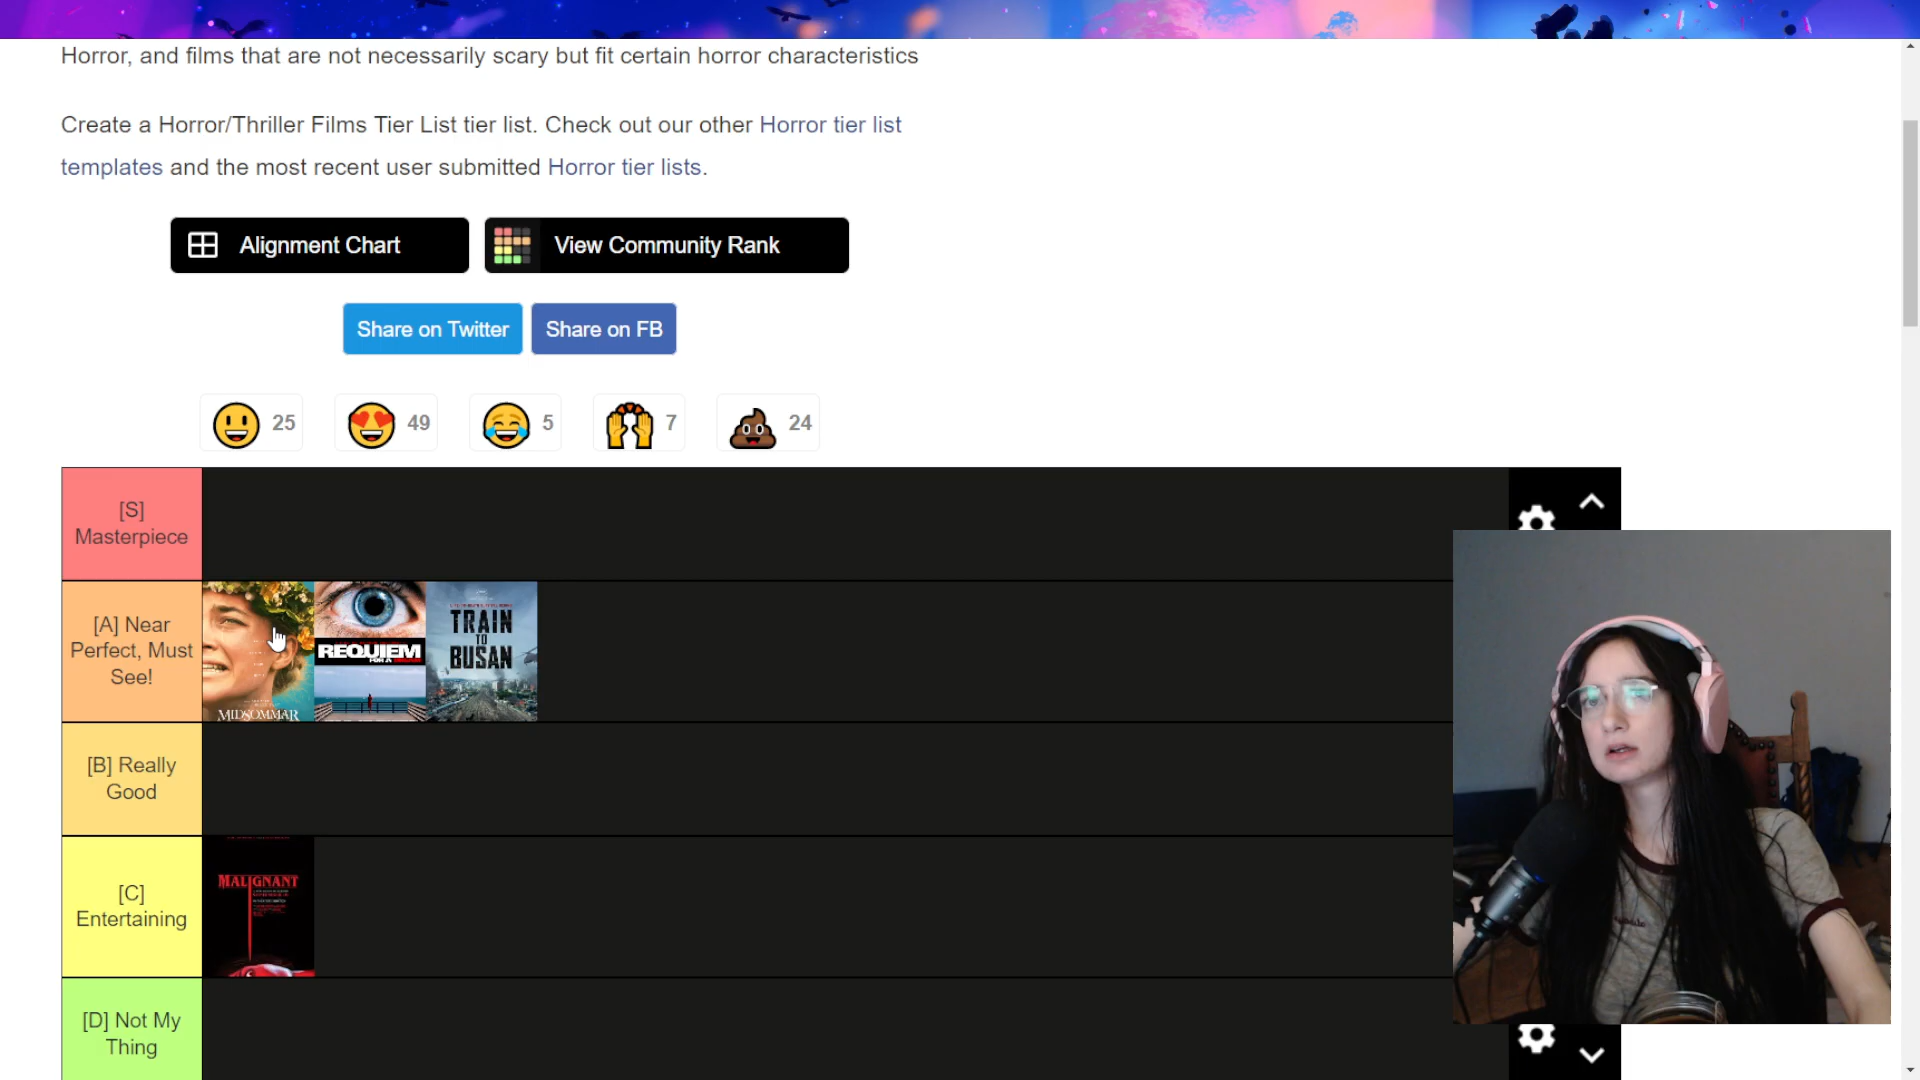 Horror, and films that are not necessarily scary but fit certain horror characteristics
Create a Horror/Thriller Films Tier List tier list. Check out our other Horror tier list
templates and the most recent user submitted Horror tier lists.
Alignment Chart
View Community Rank
Share on Twitter
Share on FB
25
49
5
7
24
[S]
Masterpiece
[A] Near
Perfect, Must
See!
MIDSOMMAR
REQUIEM
TRAIN
TO
BUSAN
[B] Really
Good
[C]
Entertaining
MALIGNANT
[D] Not My
Thing